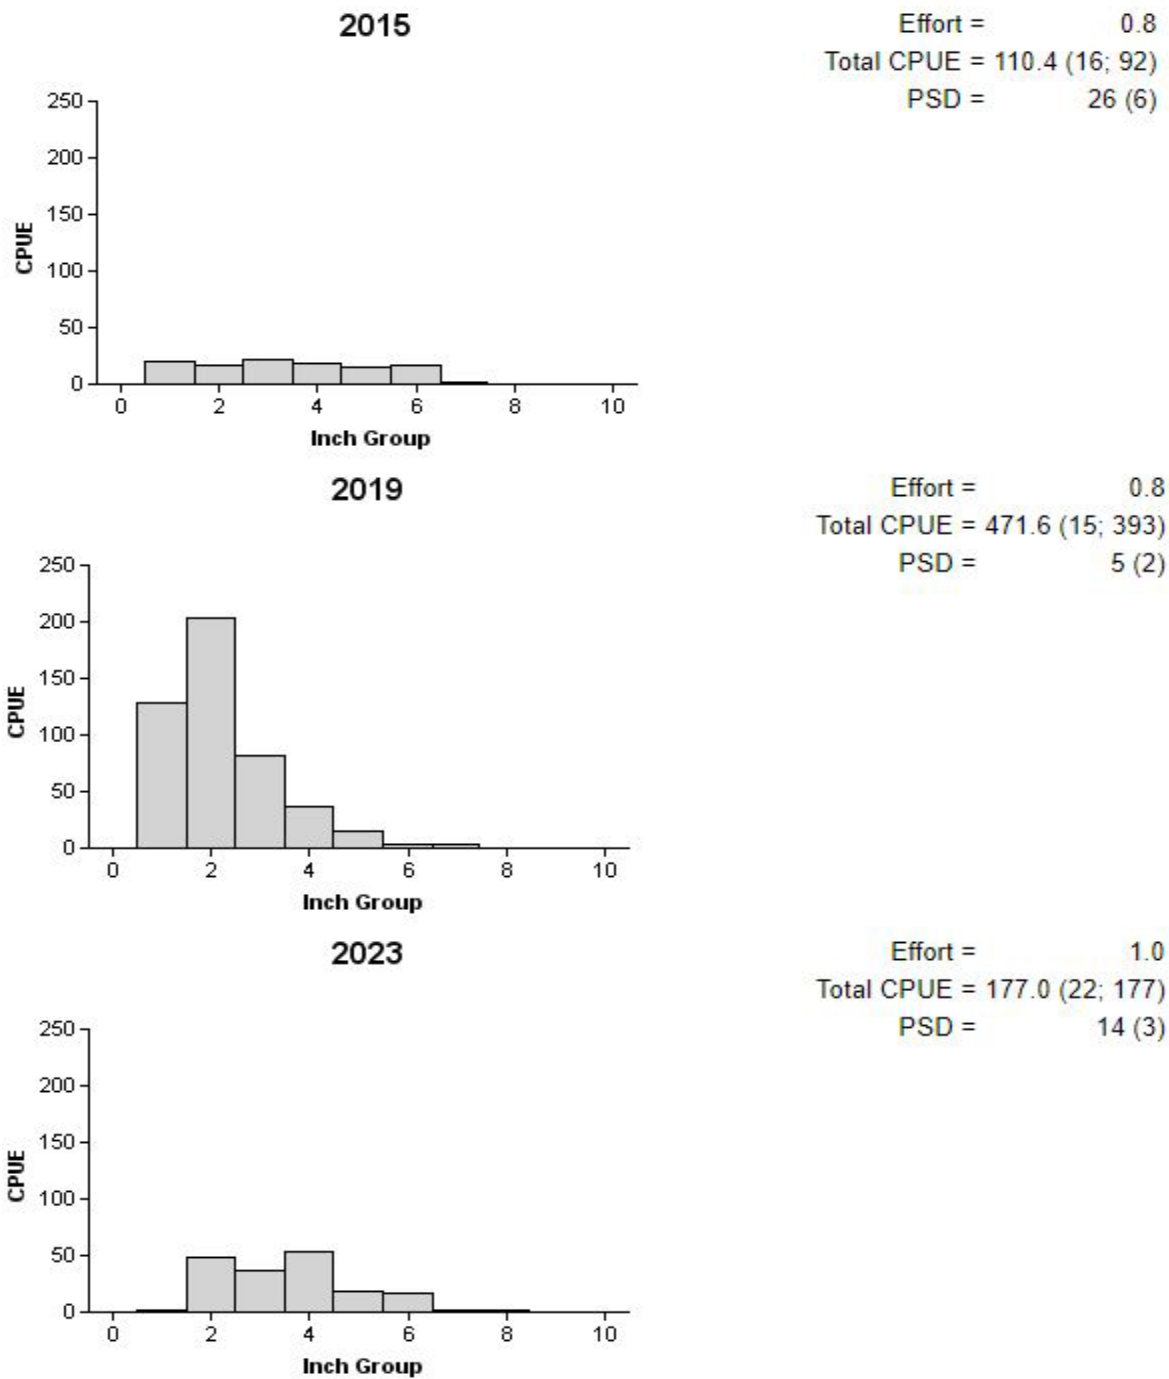 2015
Effort = 0.8
Total CPUE = 110.4 (16; 92)
PSD = 26 (6)
250
200
150
100
50
0
CPUE
0 2 4 6 8 10
Inch Group
2019
Effort = 0.8
Total CPUE = 471.6 (15; 393)
PSD = 5 (2)
250
200
150
100
50
0
CPUE
0 2 4 6 8 10
Inch Group
2023
Effort = 1.0
Total CPUE = 177.0 (22; 177)
PSD = 14 (3)
250
200
150
100
50
0
CPUE
0 2 4 6 8 10
Inch Group